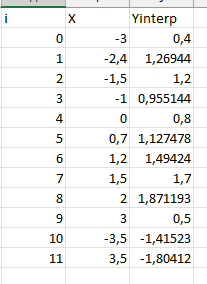 i X Yinterp
0 -3 0,4
1 -2,4 1,26944
2 -1,5 1,2
3 -1 0,955144
4 0 0,8
5 0,7 1,127478
6 1,2 1,49424
7 1,5 1,7
8 2 1,871193
9 3 0,5
10 -3,5 -1,41523
11 3,5 -1,80412